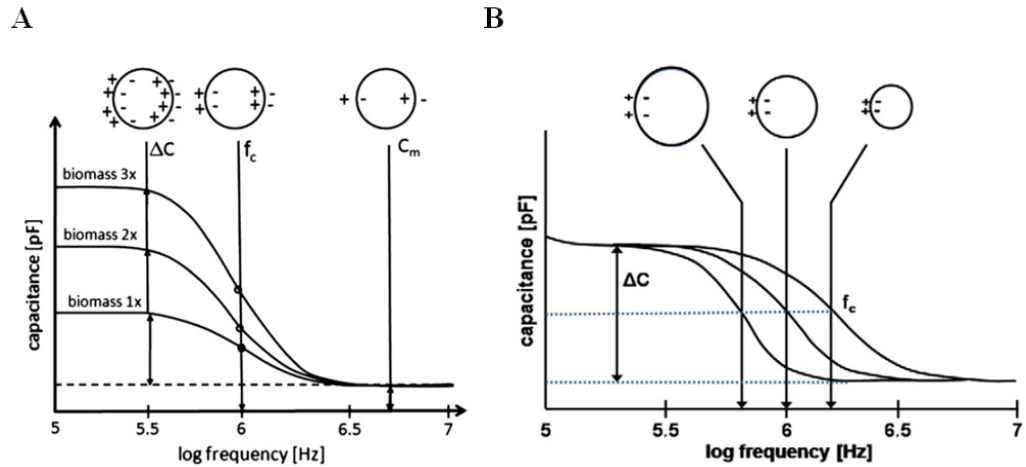 A
B
ΔC
fc
Cm
biomass 3x
biomass 2x
biomass 1x
capacitance [pF]
5
5.5
6
6.5
7
log frequency [Hz]
ΔC
fc
capacitance [pF]
5
5.5
6
6.5
7
log frequency [Hz]